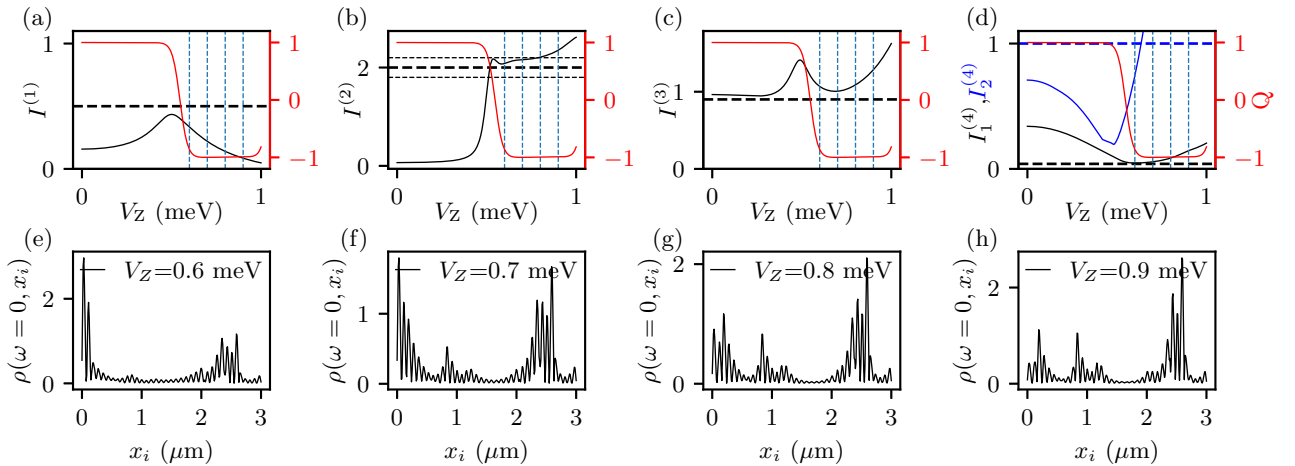 (a) (b) (c) (d)
I^(1) 1 0 1 0 −1 0 1 V_Z (meV)
I^(2) 2 0 1 0 −1 0 1 V_Z (meV)
I^(3) 1 0 1 0 −1 0 1 V_Z (meV)
I_1^(4), I_2^(4) 1 0 1 0 −1 Q 0 1 V_Z (meV)
(e) (f) (g) (h)
ρ(ω = 0, x_i) 2 0 V_Z=0.6 meV 0 1 2 3 x_i (μm)
ρ(ω = 0, x_i) 1 0 V_Z=0.7 meV 0 1 2 3 x_i (μm)
ρ(ω = 0, x_i) 2 0 V_Z=0.8 meV 0 1 2 3 x_i (μm)
ρ(ω = 0, x_i) 2 0 V_Z=0.9 meV 0 1 2 3 x_i (μm)